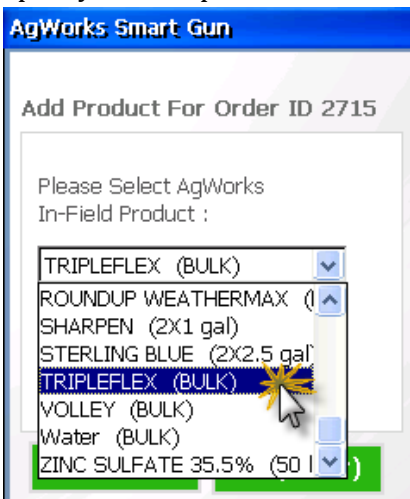 AgWorks Smart Gun
Add Product For Order ID 2715
Please Select AgWorks
In-Field Product :
TRIPLEFLEX (BULK)
ROUNDUP WEATHERMAX (
SHARPEN (2X1 gal)
STERLING BLUE (2X2.5 gal
TRIPLEFLEX (BULK)
VOLLEY (BULK)
Water (BULK)
ZINC SULFATE 35.5% (50 l